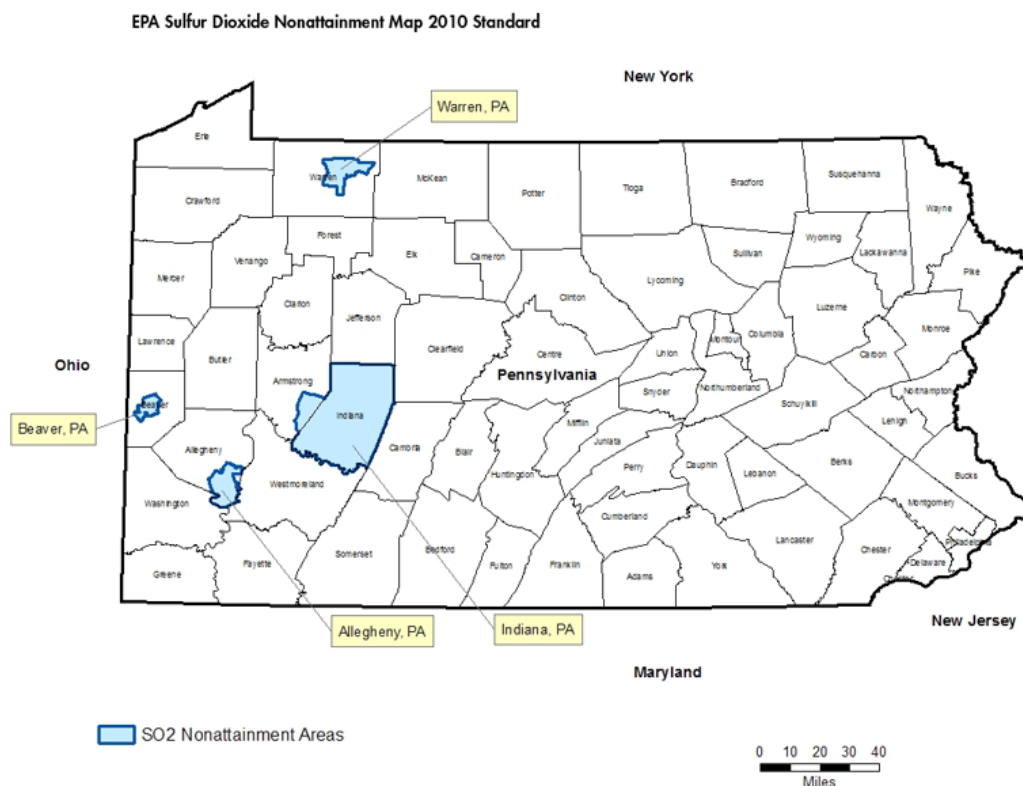 EPA Sulfur Dioxide Nonattainment Map 2010 Standard
New York
Warren, PA
Erie
Warren
McKean
Potter
Tioga
Bradford
Susquehanna
Crawford
Wayne
Forest
Wyoming
Venango
Elk
Cameron
Sullivan
Lackawanna
Mercer
Pike
Lycoming
Clarion
Clinton
Luzerne
Jefferson
Monroe
Lawrence
Columbia
Montour
Clearfield
Centre
Union
Carbon
Butler
Ohio
Pennsylvania
Armstrong
Snyder
Northumberland
Northampton
Beaver
Schuylkill
Indiana
Mifflin
Lehigh
Beaver, PA
Juniata
Cambria
Allegheny
Blair
Perry
Dauphin
Berks
Huntingdon
Lebanon
Bucks
Westmoreland
Washington
Montgomery
Cumberland
Lancaster
Philadelphia
Somerset
Bedford
Chester
Fayette
Fulton
Franklin
York
Delaware
Greene
Adams
New Jersey
Allegheny, PA
Indiana, PA
Maryland
SO2 Nonattainment Areas
0 10 20 30 40
Miles